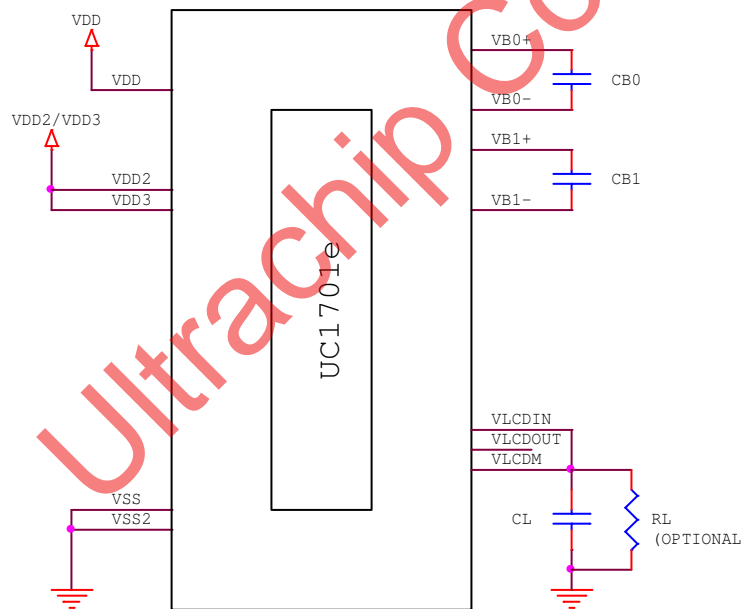 VDD
VDD
VDD2/VDD3
VDD2
VDD3
VSS
VSS2
UC1701e
VB0+
CB0
VB0-
VB1+
CB1
VB1-
VLCDIN
VLCDOUT
VLCDM
CL
RL
(OPTIONAL
Ultrachip Co